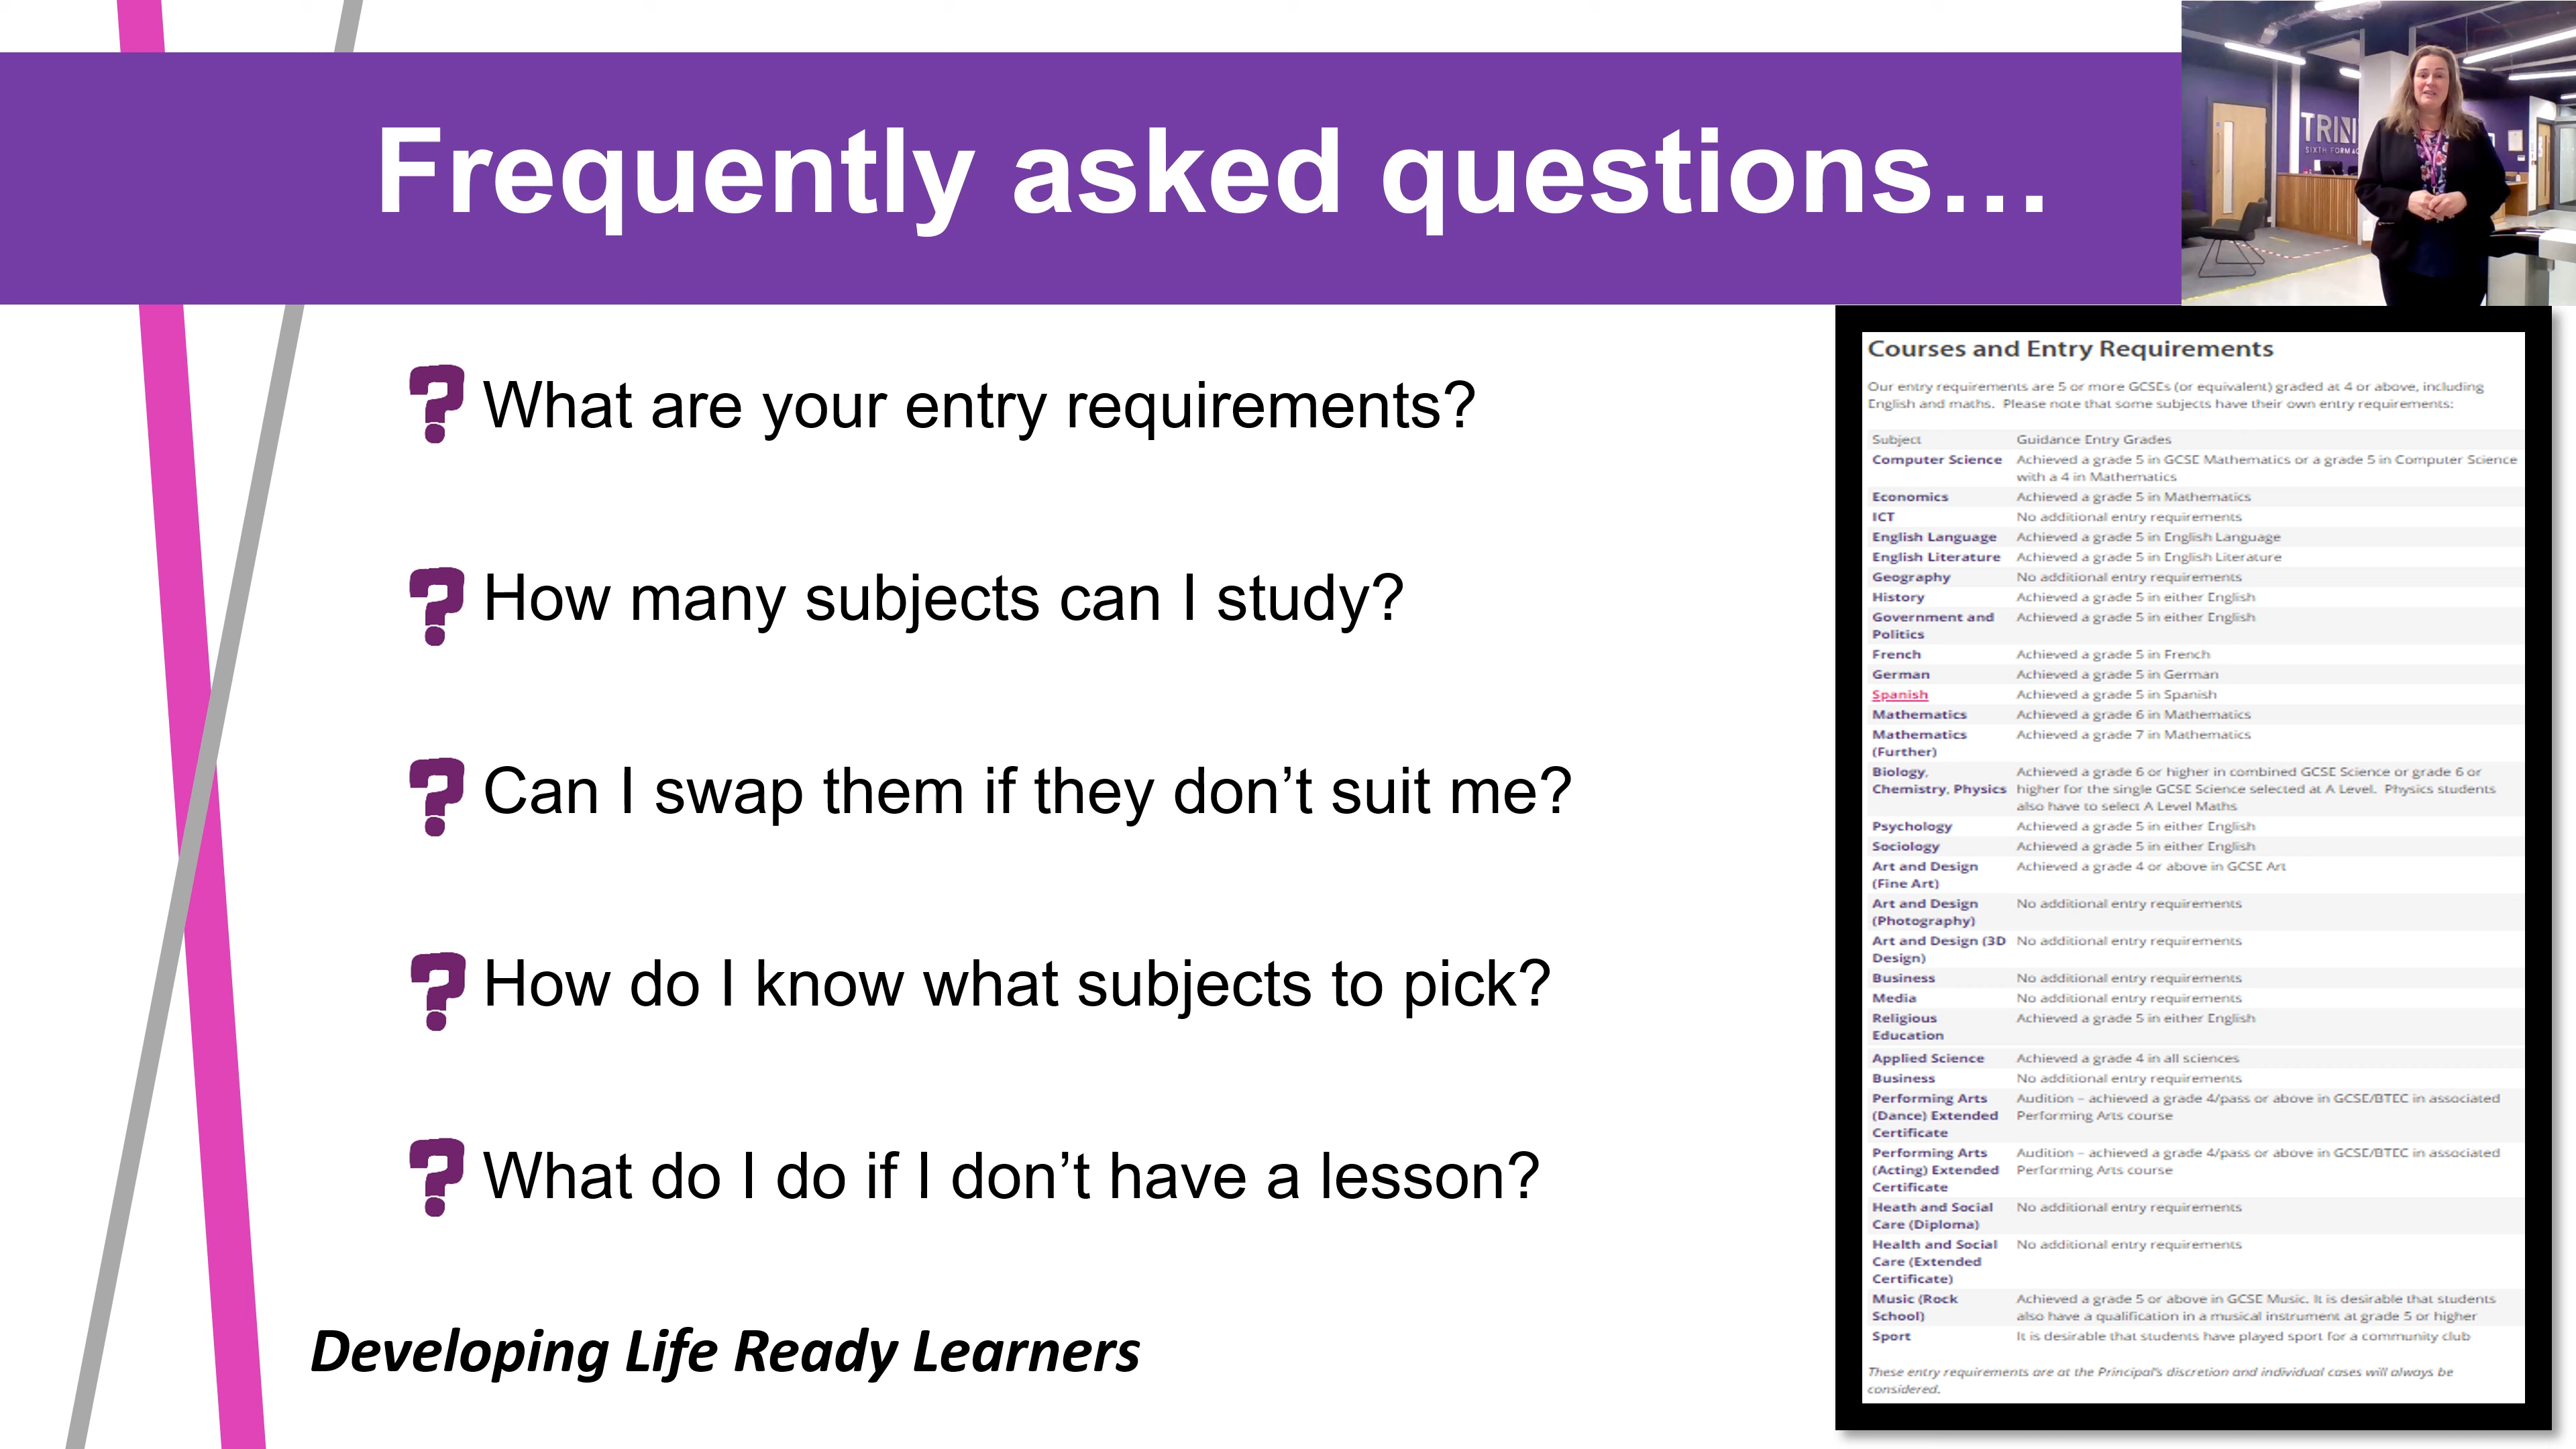 Frequently asked questions…
TRIN
SIXTH FORM
What are your entry requirements?
How many subjects can I study?
Can I swap them if they don’t suit me?
How do I know what subjects to pick?
What do I do if I don’t have a lesson?
Developing Life Ready Learners
Courses and Entry Requirements
Our entry requirements are 5 or more GCSEs (or equivalent) graded at 4 or above, including
English and maths. Please note that some subjects have their own entry requirements:
Subject Guidance Entry Grades
Computer Science Achieved a grade 5 in GCSE Mathematics or a grade 5 in Computer Science
with a 4 in Mathematics
Economics Achieved a grade 5 in Mathematics
ICT No additional entry requirements
English Language Achieved a grade 5 in English Language
English Literature Achieved a grade 5 in English Literature
Geography No additional entry requirements
History Achieved a grade 5 in either English
Government and Achieved a grade 5 in either English
Politics
French Achieved a grade 5 in French
German Achieved a grade 5 in German
Spanish Achieved a grade 5 in Spanish
Mathematics Achieved a grade 6 in Mathematics
Mathematics Achieved a grade 7 in Mathematics
(Further)
Biology, Achieved a grade 6 or higher in combined GCSE Science or grade 6 or
Chemistry, Physics higher for the single GCSE Science selected at A Level. Physics students
also have to select A Level Maths
Psychology Achieved a grade 5 in either English
Sociology Achieved a grade 5 in either English
Art and Design Achieved a grade 4 or above in GCSE Art
(Fine Art)
Art and Design No additional entry requirements
(Photography)
Art and Design (3D No additional entry requirements
Design)
Business No additional entry requirements
Media No additional entry requirements
Religious Achieved a grade 5 in either English
Education
Applied Science Achieved a grade 4 in all sciences
Business No additional entry requirements
Performing Arts Audition – achieved a grade 4/pass or above in GCSE/BTEC in associated
(Dance) Extended Performing Arts course
Certificate
Performing Arts Audition – achieved a grade 4/pass or above in GCSE/BTEC in associated
(Acting) Extended Performing Arts course
Certificate
Heath and Social No additional entry requirements
Care (Diploma)
Health and Social No additional entry requirements
Care (Extended
Certificate)
Music (Rock Achieved a grade 5 or above in GCSE Music. It is desirable that students
School) also have a qualification in a musical instrument at grade 5 or higher
Sport It is desirable that students have played sport for a community club
These entry requirements are at the Principal's discretion and individual cases will always be
considered.